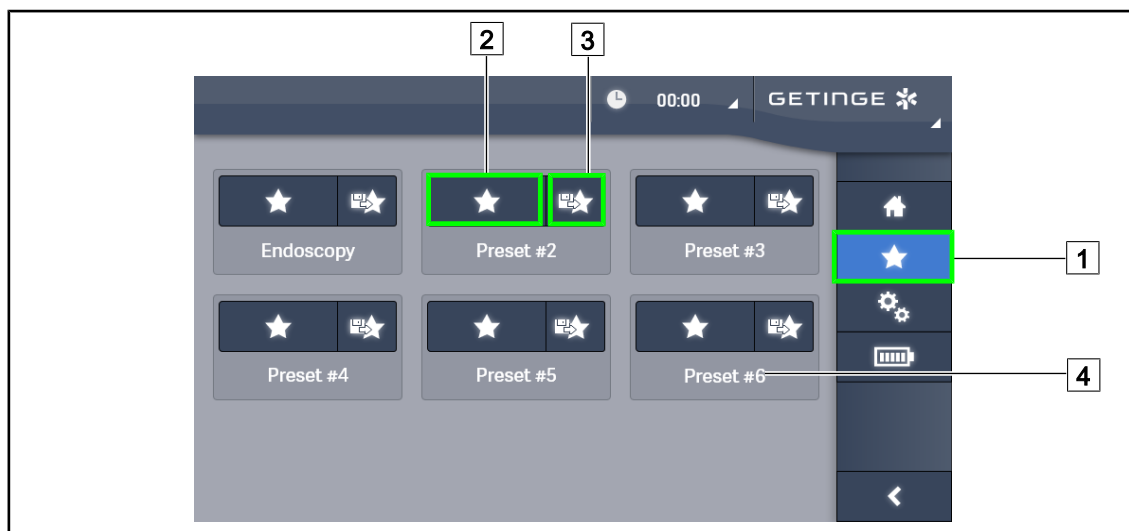 2 3
00:00 GETINGE
Endoscopy Preset #2 Preset #3
1
Preset #4 Preset #5 Preset #6
4